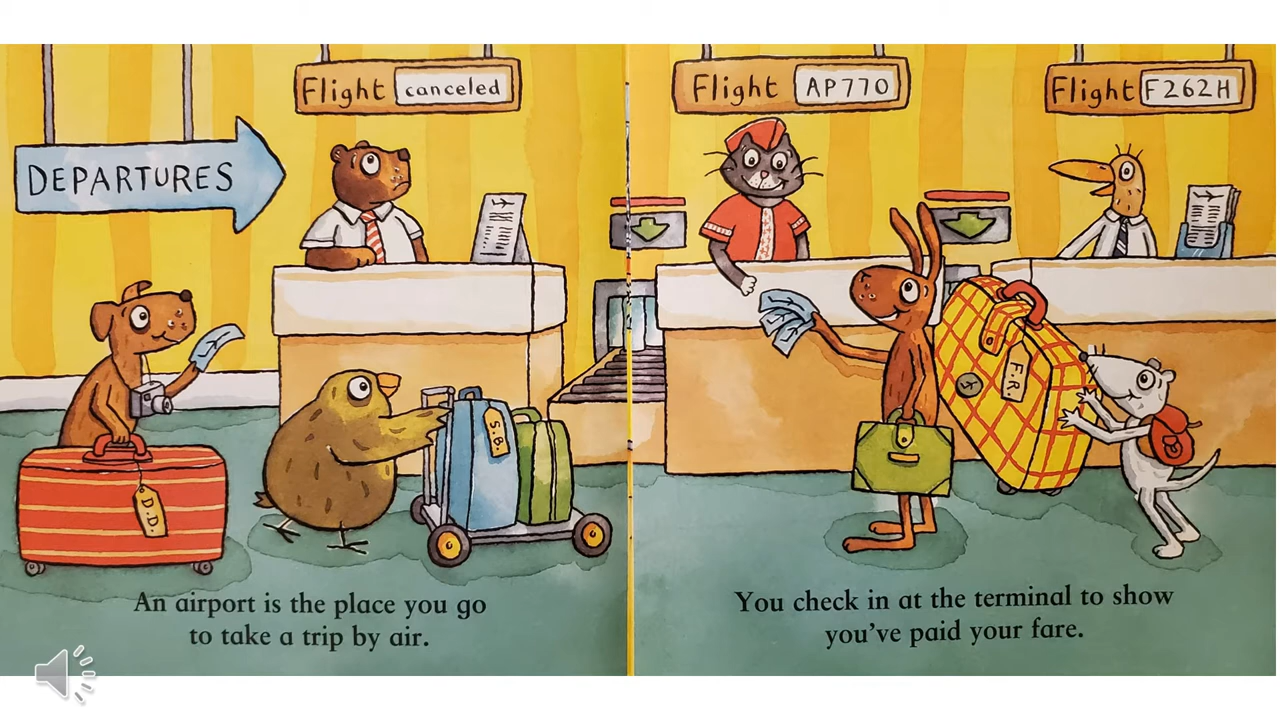 Flight canceled
DEPARTURES
D.D.
S.B.
An airport is the place you go
to take a trip by air.
Flight AP770
Flight F262H
F.R.
You check in at the terminal to show
you've paid your fare.